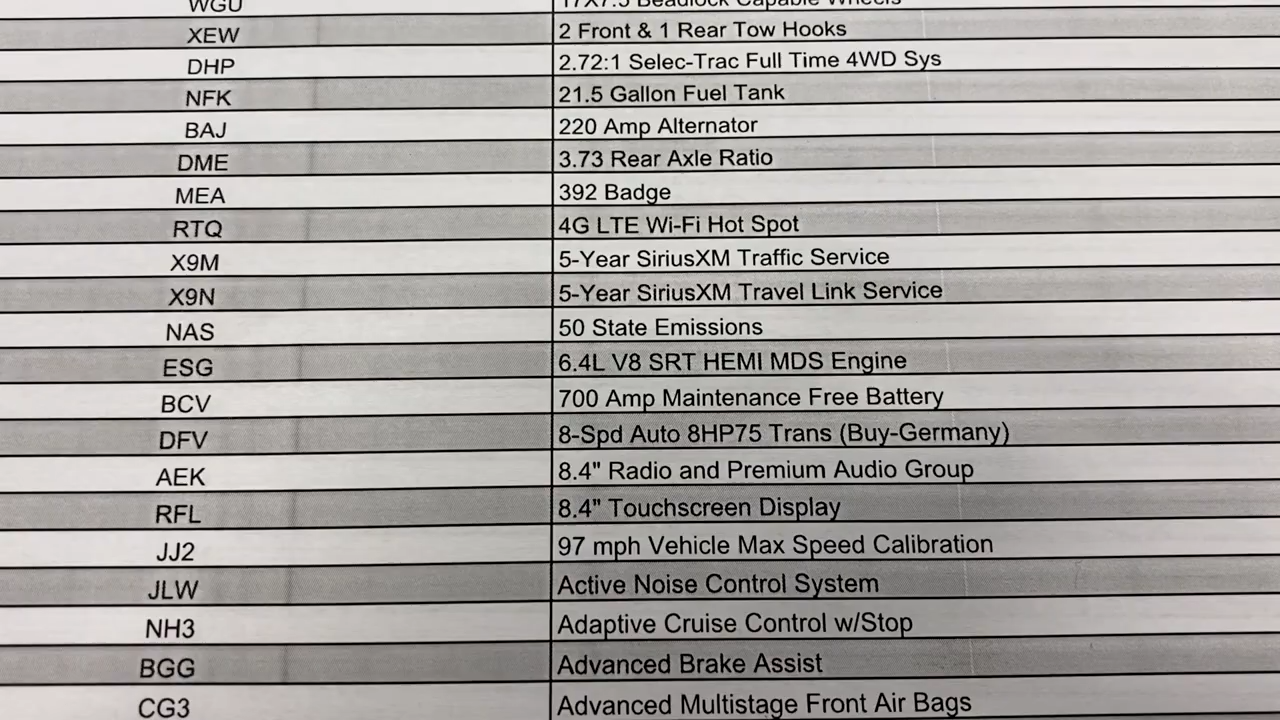 WGU 17X7.5 Beadlock Capable Wheels
XEW 2 Front & 1 Rear Tow Hooks
DHP 2.72:1 Selec-Trac Full Time 4WD Sys
NFK 21.5 Gallon Fuel Tank
BAJ 220 Amp Alternator
DME 3.73 Rear Axle Ratio
MEA 392 Badge
RTQ 4G LTE Wi-Fi Hot Spot
X9M 5-Year SiriusXM Traffic Service
X9N 5-Year SiriusXM Travel Link Service
NAS 50 State Emissions
ESG 6.4L V8 SRT HEMI MDS Engine
BCV 700 Amp Maintenance Free Battery
DFV 8-Spd Auto 8HP75 Trans (Buy-Germany)
AEK 8.4" Radio and Premium Audio Group
RFL 8.4" Touchscreen Display
JJ2 97 mph Vehicle Max Speed Calibration
JLW Active Noise Control System
NH3 Adaptive Cruise Control w/Stop
BGG Advanced Brake Assist
CG3 Advanced Multistage Front Air Bags